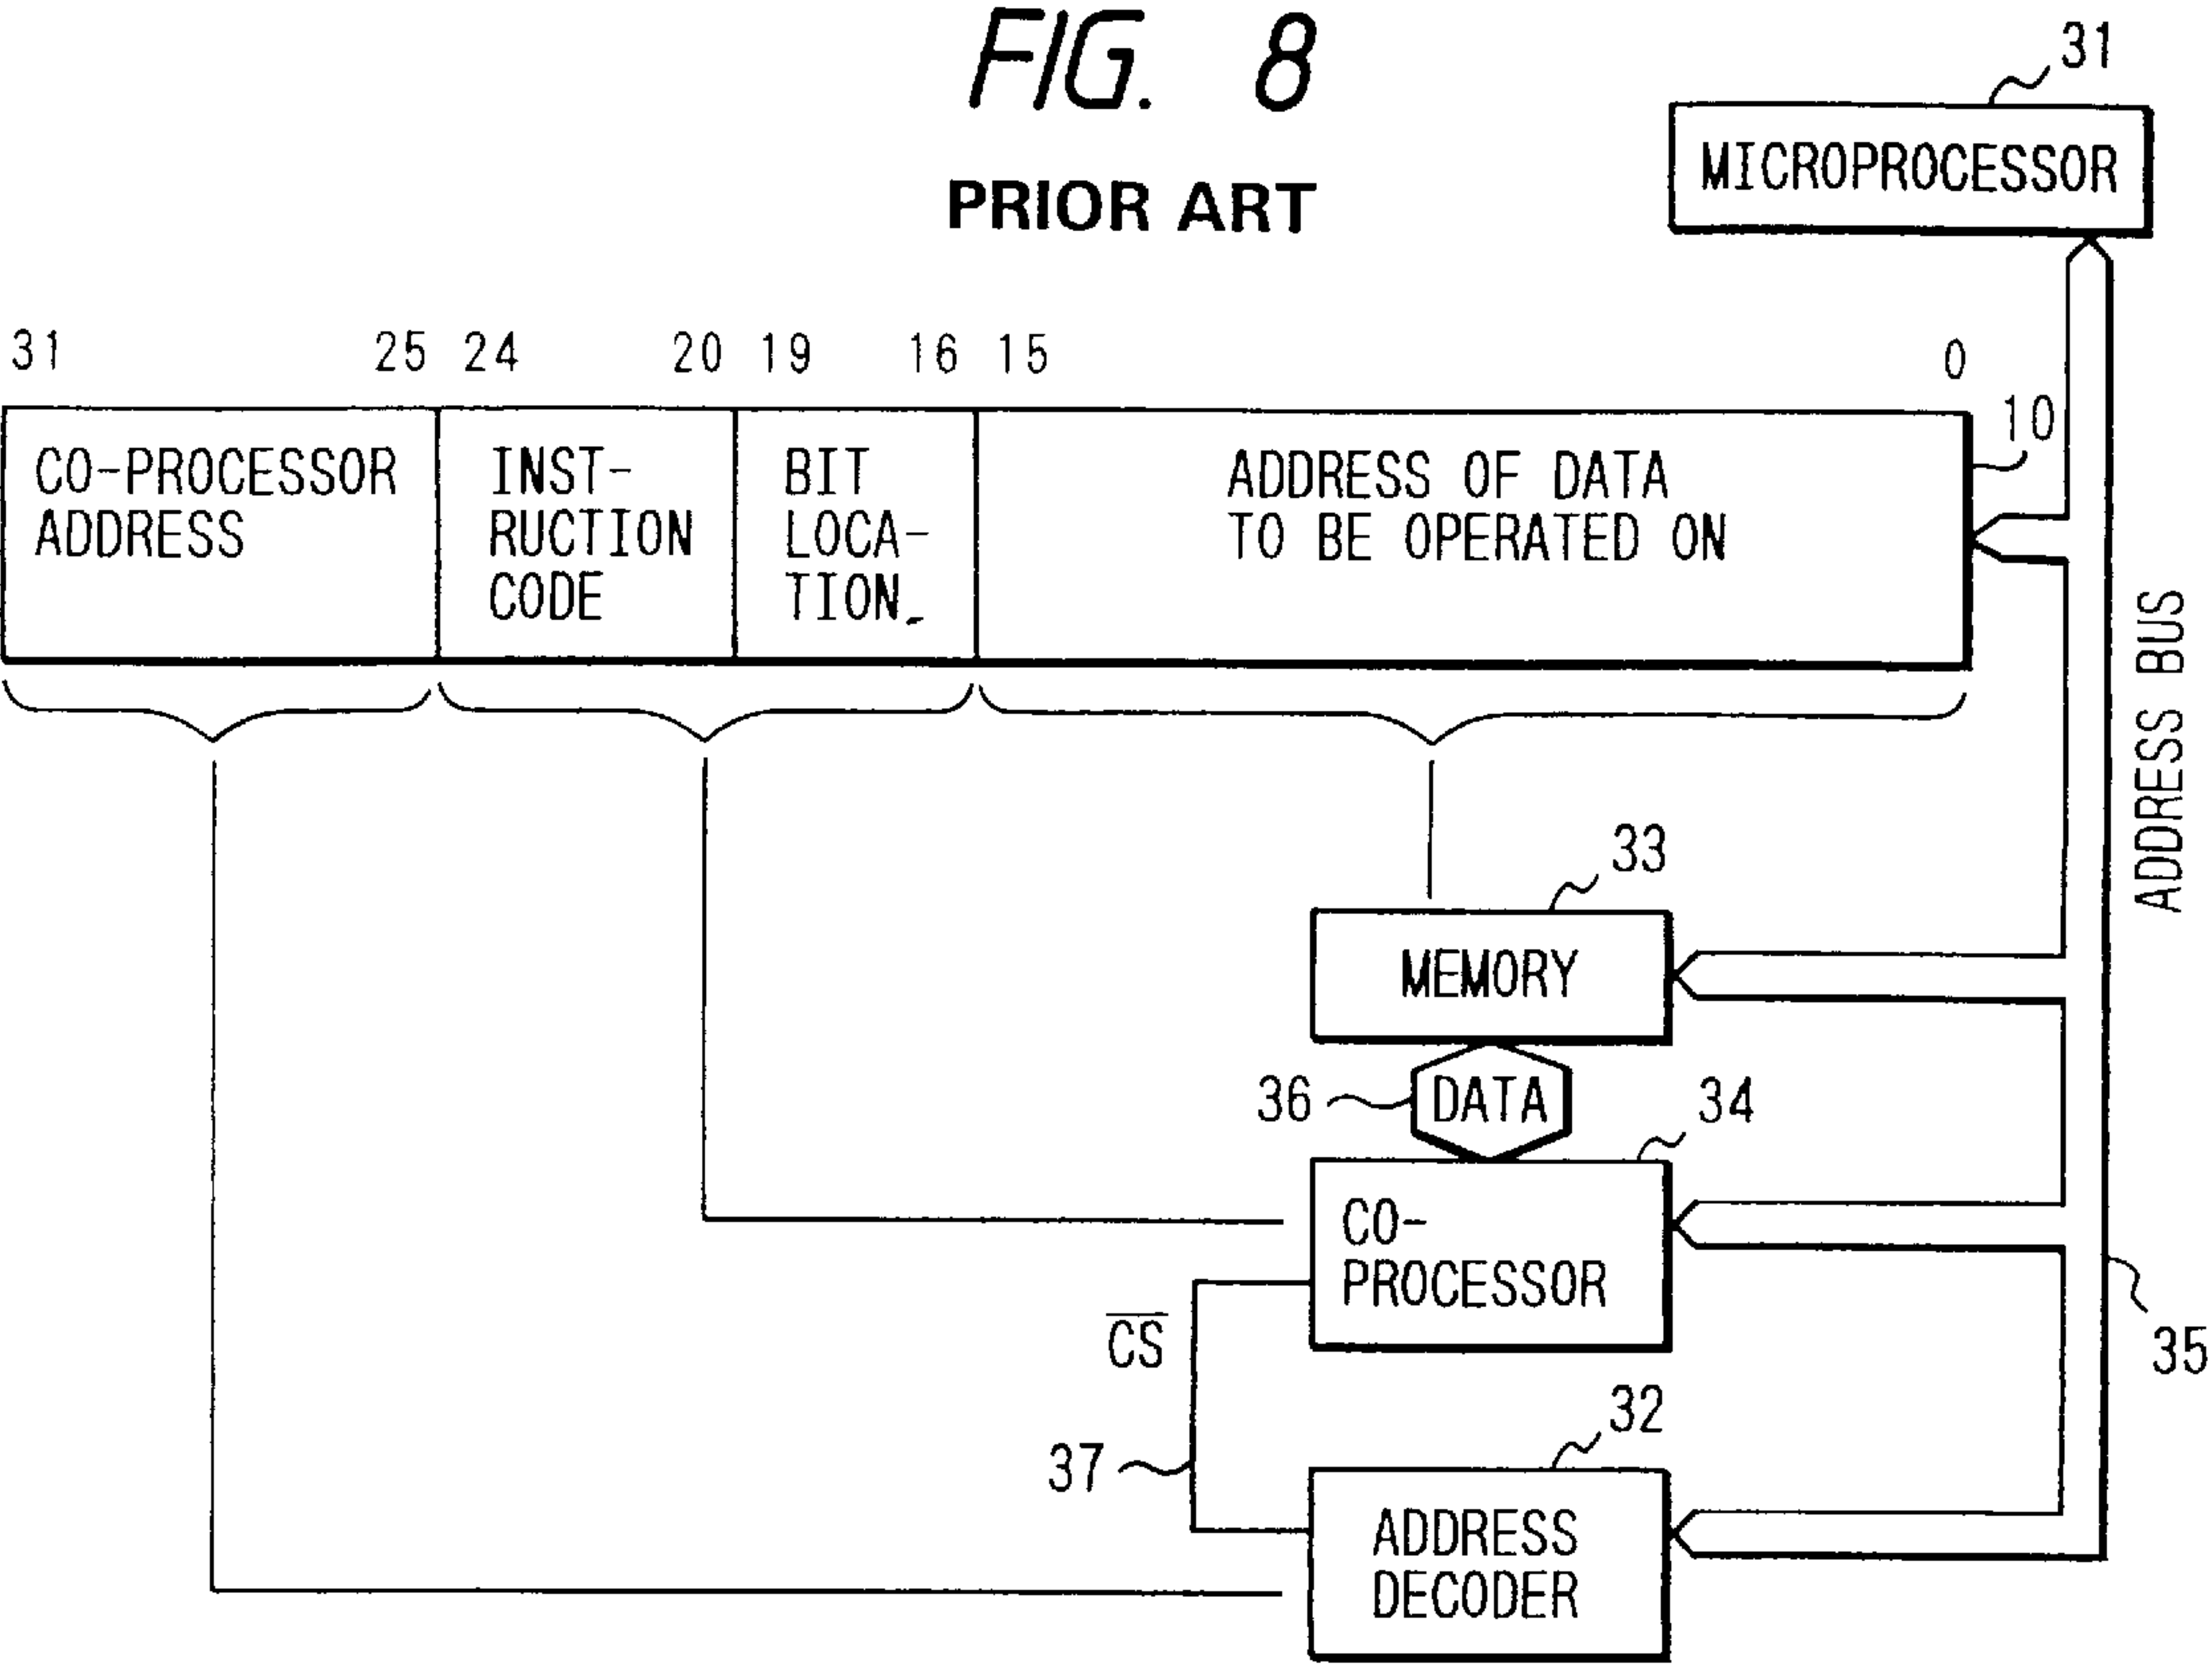 FIG. 8
PRIOR ART
31
MICROPROCESSOR
31 25 24 20 19 16 15 0
10
CO-PROCESSOR
ADDRESS
INST-
RUCTION
CODE
BIT
LOCA-
TION
ADDRESS OF DATA
TO BE OPERATED ON
ADDRESS BUS
33
MEMORY
36
DATA
34
CO-
PROCESSOR
C̅S̅
35
37
32
ADDRESS
DECODER